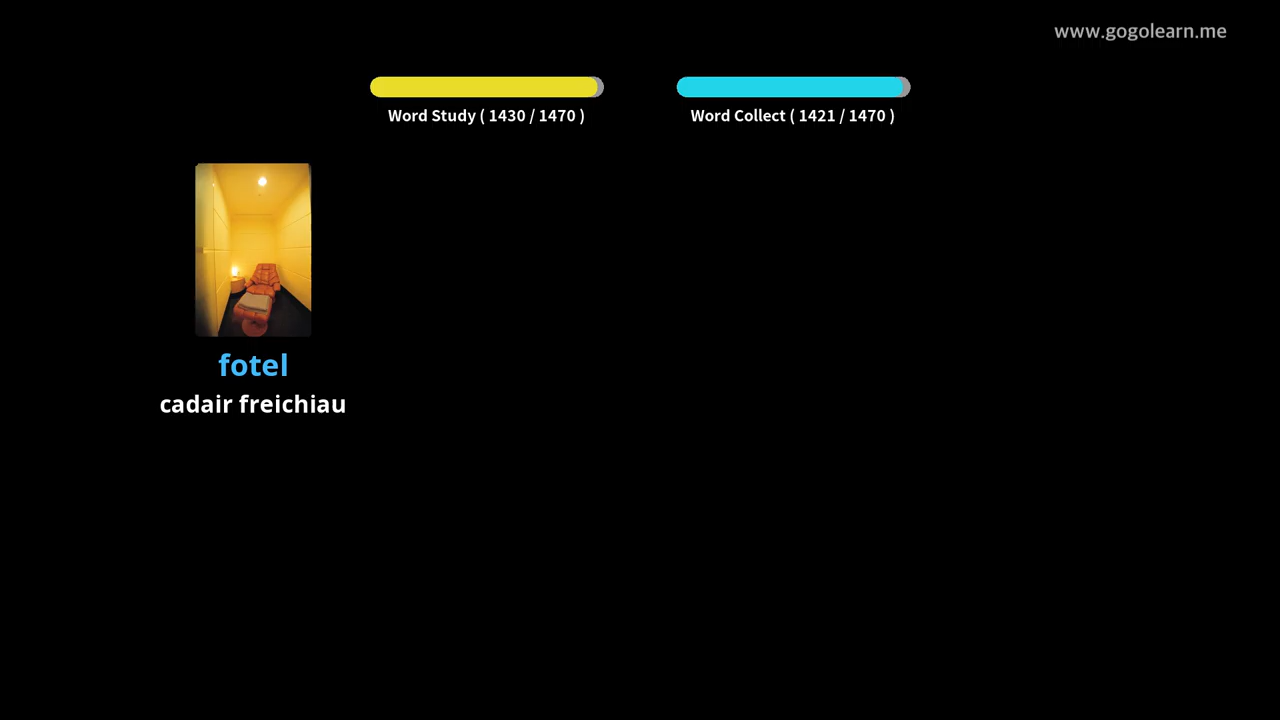 www.gogolearn.me
Word Study ( 1430 / 1470 )
Word Collect ( 1421 / 1470 )
fotel
cadair freichiau